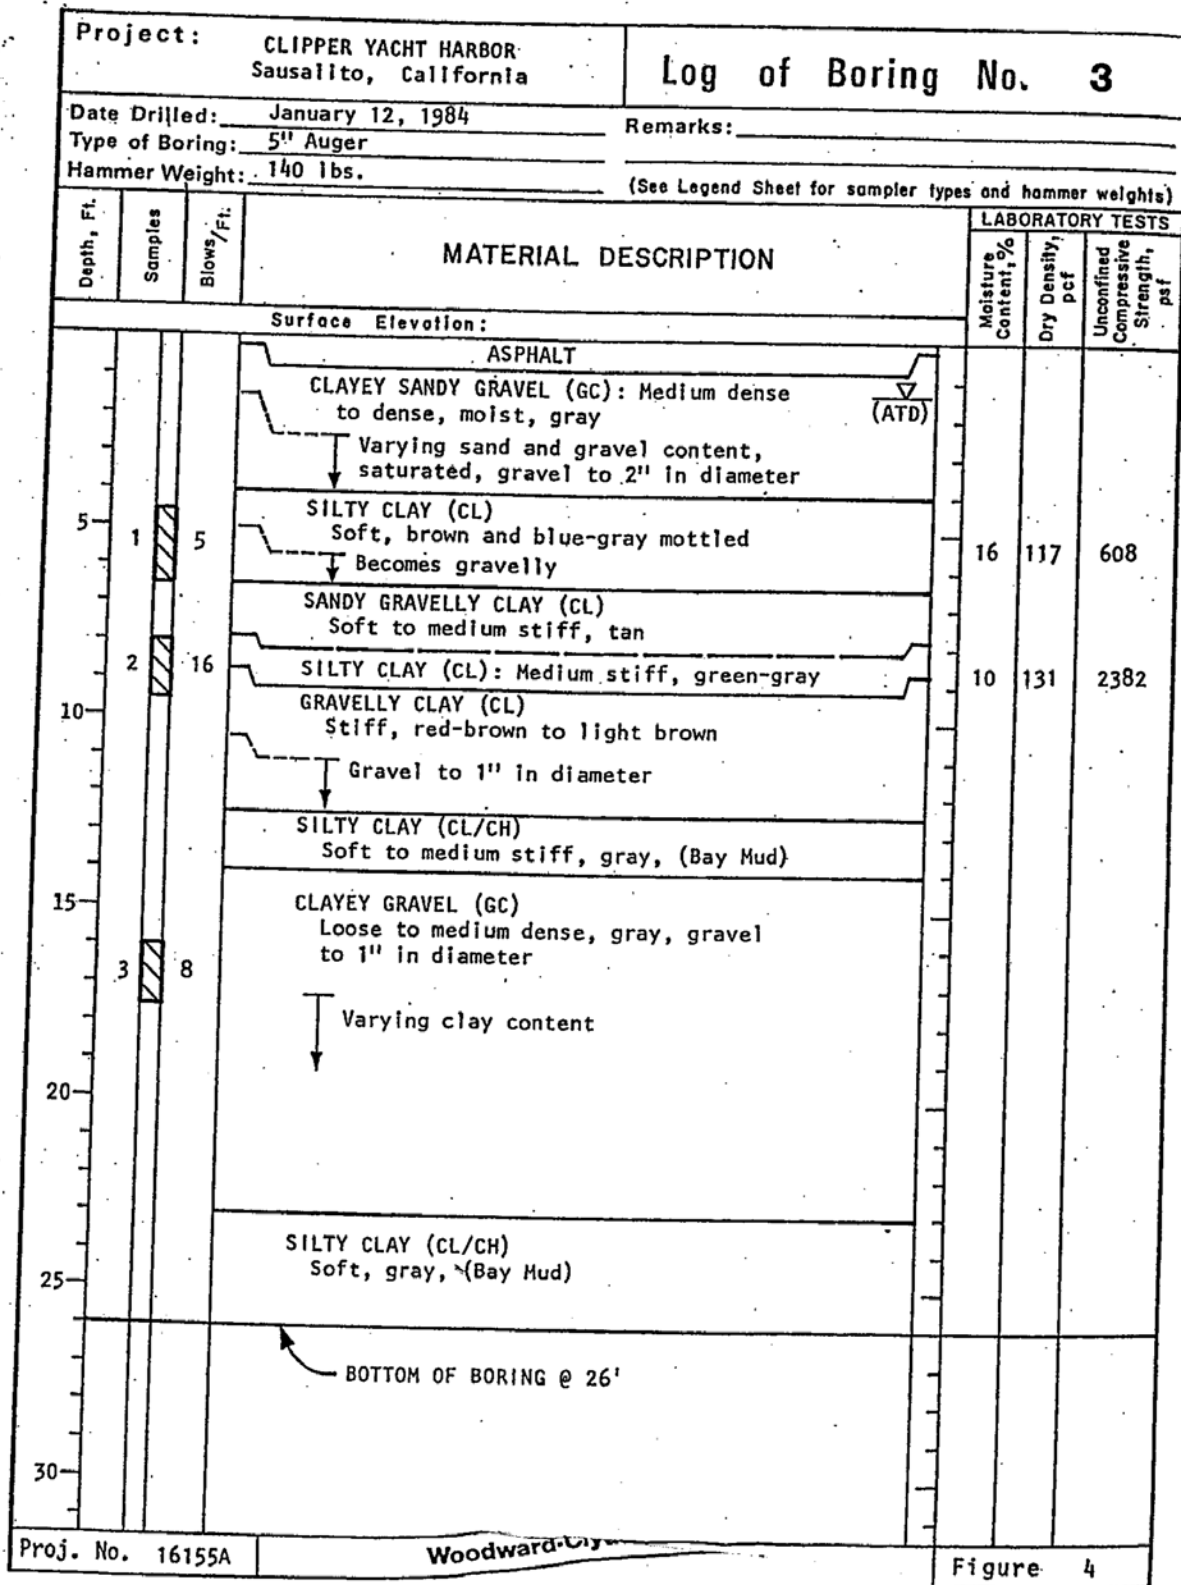 Project:
CLIPPER YACHT HARBOR
Sausalito, California
Log of Boring No. 3
Date Drilled: January 12, 1984
Type of Boring: 5" Auger
Hammer Weight: 140 lbs.
Remarks:
(See Legend Sheet for sampler types and hammer weights)
Depth, Ft.
Samples
Blows/Ft.
MATERIAL DESCRIPTION
LABORATORY TESTS
Moisture Content, %
Dry Density, pcf
Unconfined Compressive Strength, psf
Surface Elevation:
ASPHALT
CLAYEY SANDY GRAVEL (GC): Medium dense
to dense, moist, gray
(ATD)
Varying sand and gravel content,
saturated, gravel to 2" in diameter
SILTY CLAY (CL)
5
1
5
Soft, brown and blue-gray mottled
16
117
608
Becomes gravelly
SANDY GRAVELLY CLAY (CL)
Soft to medium stiff, tan
2
16
SILTY CLAY (CL): Medium stiff, green-gray
10
131
2382
10
GRAVELLY CLAY (CL)
Stiff, red-brown to light brown
Gravel to 1" in diameter
SILTY CLAY (CL/CH)
Soft to medium stiff, gray, (Bay Mud)
15
CLAYEY GRAVEL (GC)
Loose to medium dense, gray, gravel
to 1" in diameter
3
8
Varying clay content
20
SILTY CLAY (CL/CH)
Soft, gray, (Bay Mud)
25
BOTTOM OF BORING @ 26'
30
Proj. No. 16155A
Figure 4